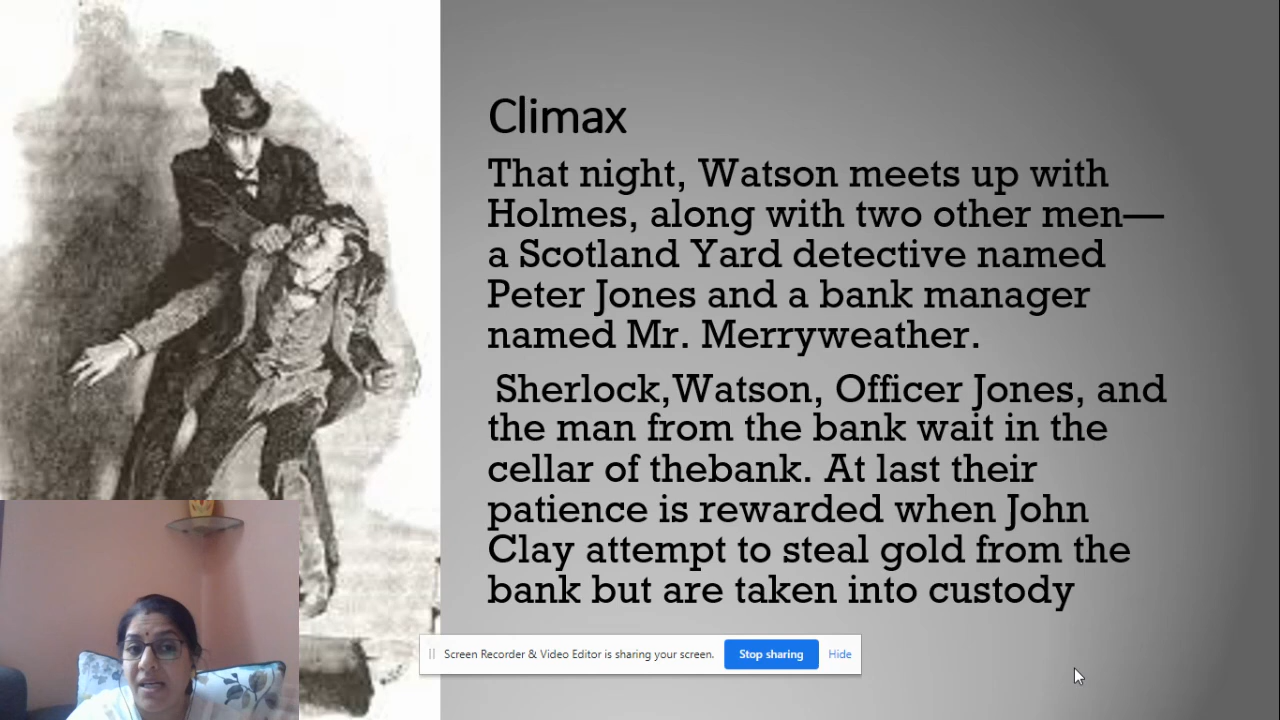 Climax
That night, Watson meets up with
Holmes, along with two other men—
a Scotland Yard detective named
Peter Jones and a bank manager
named Mr. Merryweather.
Sherlock,Watson, Officer Jones, and
the man from the bank wait in the
cellar of thebank. At last their
patience is rewarded when John
Clay attempt to steal gold from the
bank but are taken into custody
Screen Recorder & Video Editor is sharing your screen. Stop sharing Hide